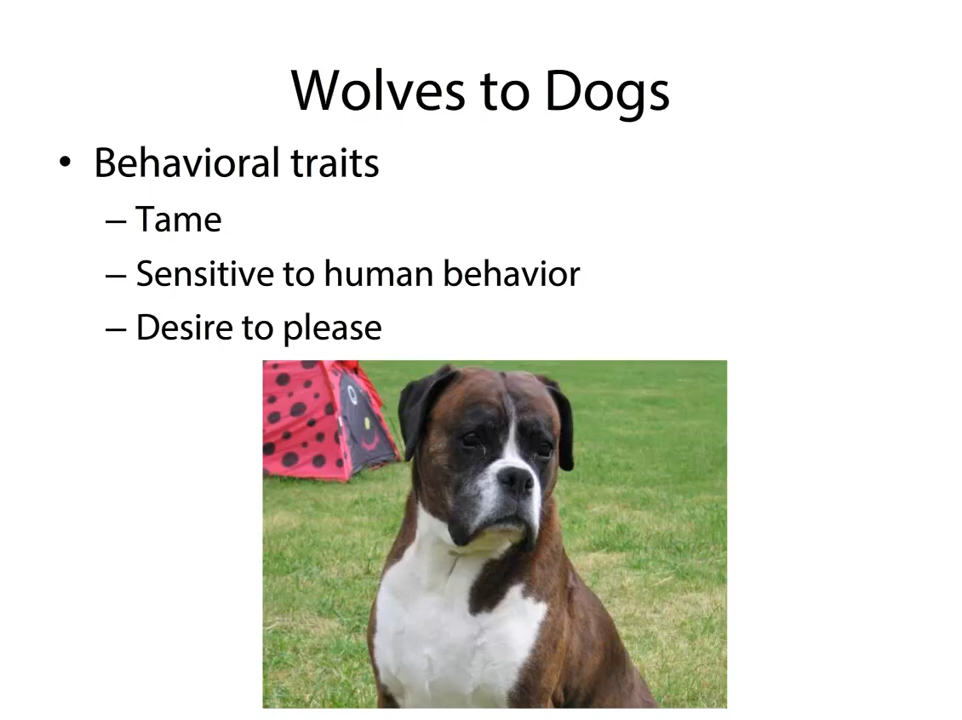 Wolves to Dogs
• Behavioral traits
– Tame
– Sensitive to human behavior
– Desire to please